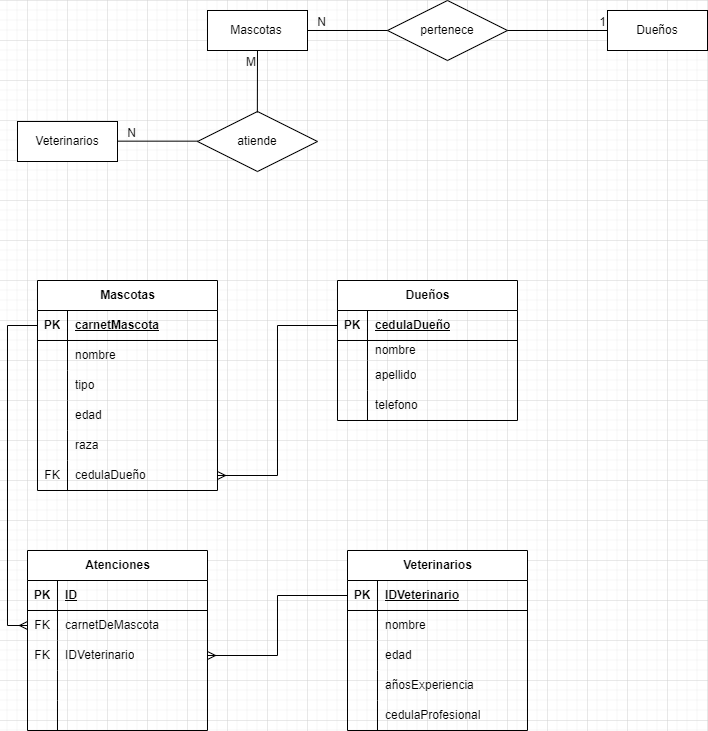 Mascotas
N
pertenece
1
Dueños
M
Veterinarios
N
atiende
Mascotas
PK carnetMascota
nombre
tipo
edad
raza
FK cedulaDueño
Dueños
PK cedulaDueño
nombre
apellido
telefono
Atenciones
PK ID
FK carnetDeMascota
FK IDVeterinario
Veterinarios
PK IDVeterinario
nombre
edad
añosExperiencia
cedulaProfesional